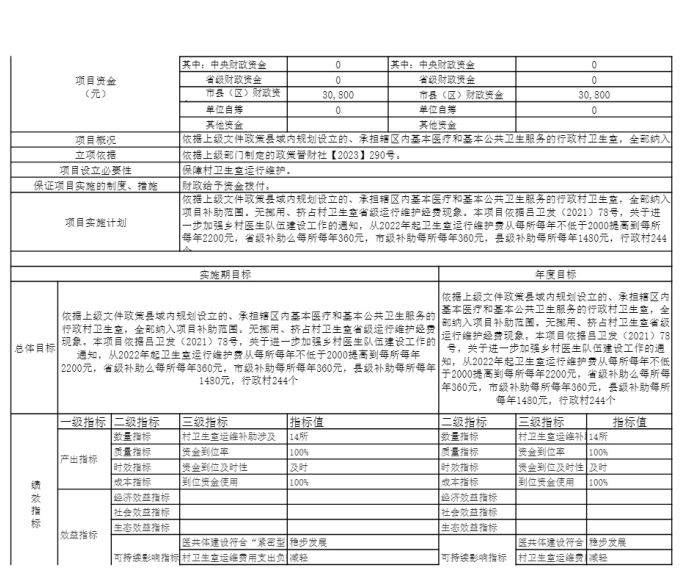 其中：中央财政资金 0 其中：中央财政资金 0
项目资金
（元）
省级财政资金 0 省级财政资金 0
市县（区）财政资 30,800 市县（区）财政资金 30,800
单位自筹 0 单位自筹 0
其他资金 其他资金
项目概况 依据上级文件政策县域内规划设立的、承担辖区内基本医疗和基本公共卫生服务的行政村卫生室，全部纳入
立项依据 依据上级部门制定的政策晋财社【2023】290号。
项目设立必要性 保障村卫生室运行维护。
保证项目实施的制度、措施 财政给予资金拨付。
项目实施计划
依据上级文件政策县域内规划设立的、承担辖区内基本医疗和基本公共卫生服务的行政村卫生室，全部纳入
项目补助范围。无挪用、挤占村卫生室省级运行维护经费现象。本项目依据吕卫发（2021）78号，关于进
一步加强乡村医生队伍建设工作的通知，从2022年起卫生室运行维护费从每所每年不低于2000提高到每所
每年2200元，省级补助么每所每年360元，市级补助每所每年360元，县级补助每所每年1480元，行政村244
实施期目标 年度目标
总体目标
依据上级文件政策县域内规划设立的、承担辖区内基本医疗和基本公共卫生服务的
行政村卫生室，全部纳入项目补助范围。无挪用、挤占村卫生室省级运行维护经费
现象。本项目依据吕卫发（2021）78号，关于进一步加强乡村医生队伍建设工作的
通知，从2022年起卫生室运行维护费从每所每年不低于2000提高到每所每年
2200元，省级补助么每所每年360元，市级补助每所每年360元，县级补助每所每年
1480元，行政村244个
依据上级文件政策县域内规划设立的、承担辖区内
基本医疗和基本公共卫生服务的行政村卫生室，全
部纳入项目补助范围。无挪用、挤占村卫生室省级
运行维护经费现象。本项目依据吕卫发（2021）78
号，关于进一步加强乡村医生队伍建设工作的通
知，从2022年起卫生室运行维护费从每所每年不低
于2000提高到每所每年2200元，省级补助么每所每
年360元，市级补助每所每年360元，县级补助每所
每年1480元，行政村244个
绩效指标
一级指标 二级指标 三级指标 指标值 二级指标 三级指标 指标值
产出指标
数量指标 村卫生室运维补助涉及 14所 数量指标 村卫生室运维补 14所
质量指标 资金到位率 100% 质量指标 资金到位率 100%
时效指标 资金到位及时性 及时 时效指标 资金到位及时性 及时
成本指标 到位资金使用 100% 成本指标 到位资金使用 100%
效益指标
经济效益指标 经济效益指标
社会效益指标 社会效益指标
生态效益指标 生态效益指标
可持续影响指标 医共体建设符合“紧密型 稳步发展 可持续影响指标 医共体建设符合 稳步发展
村卫生室运维费用支出负 减轻 村卫生室运维费 减轻